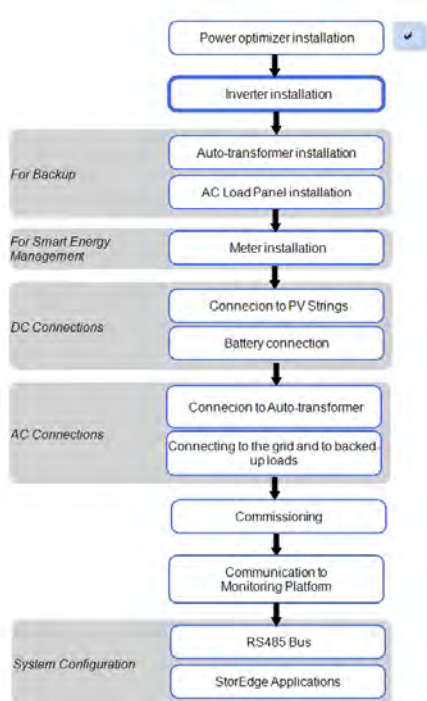 Power optimizer installation
Inverter installation
For Backup
Auto-transformer installation
AC Load Panel installation
For Smart Energy
Management
Meter installation
DC Connections
Connecion to PV Strings
Battery connection
AC Connections
Connecion to Auto-transformer
Connecting to the grid and to backed-
up loads
Commissioning
Communication to
Monitoring Platform
System Configuration
RS485 Bus
StorEdge Applications